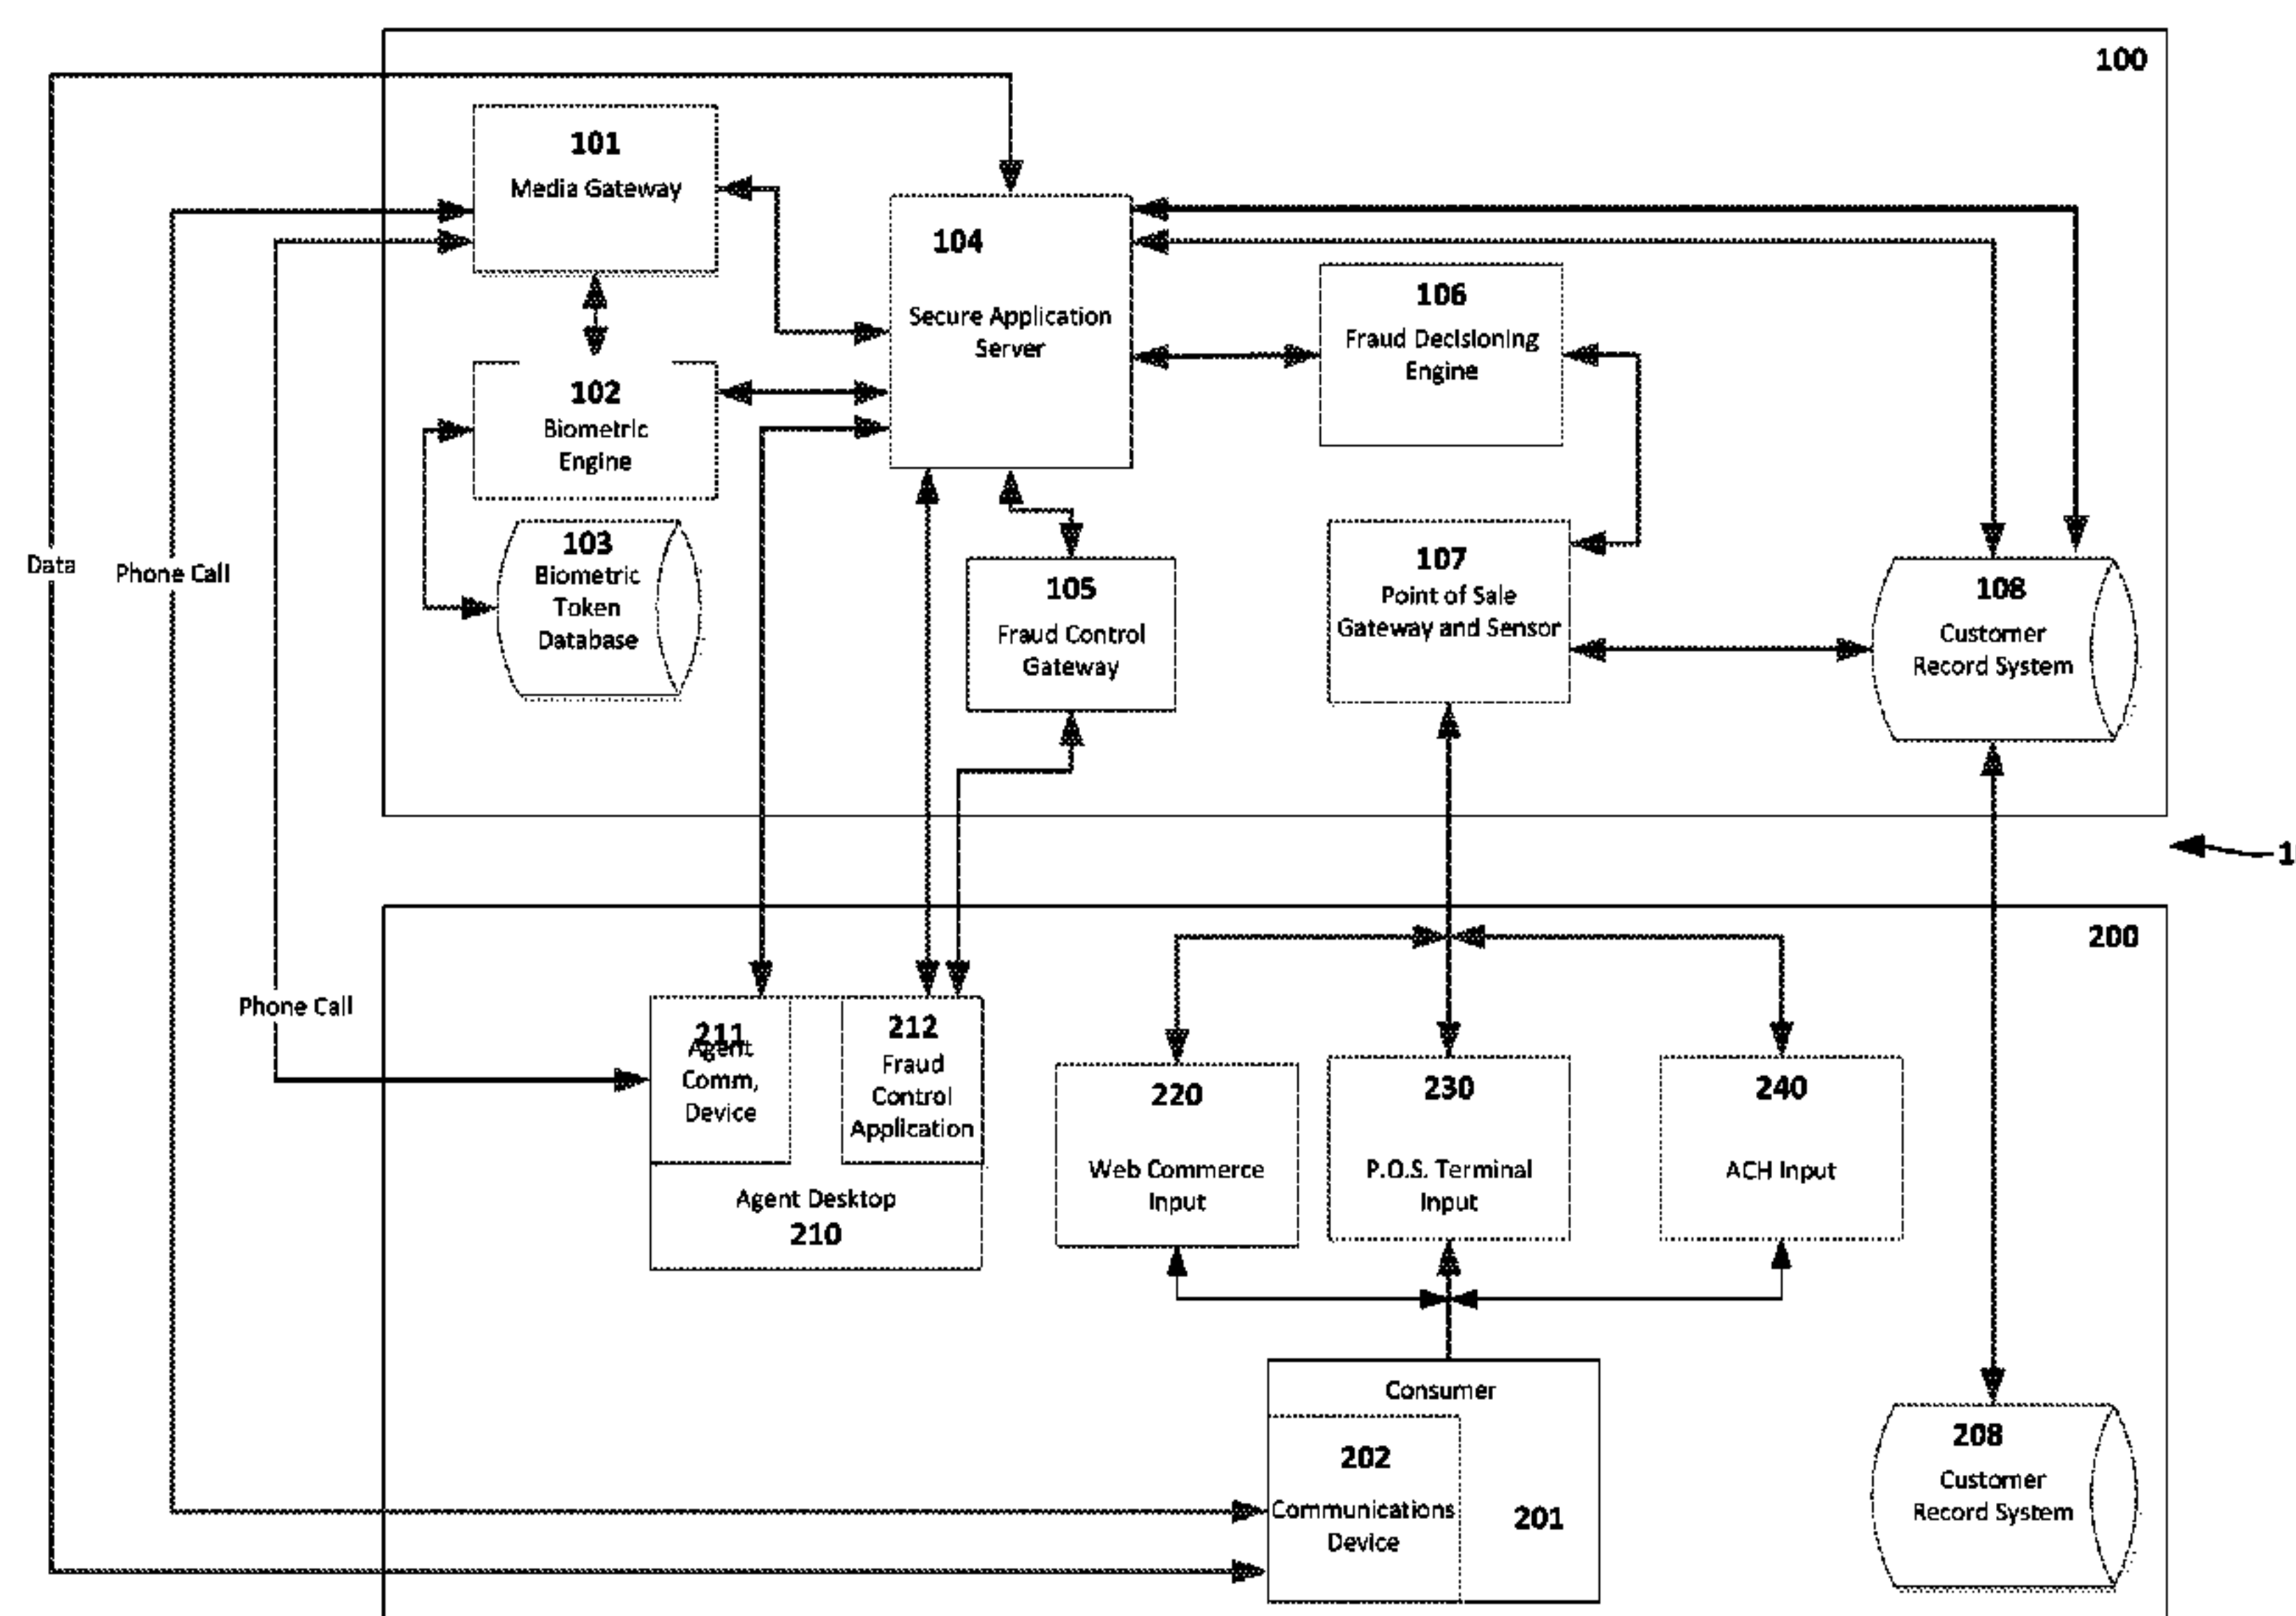 100
101
Media Gateway
104
Secure Application
Server
106
Fraud Decisioning
Engine
102
Biometric
Engine
103
Biometric
Token
Database
Data
Phone Call
105
Fraud Control
Gateway
107
Point of Sale
Gateway and Sensor
108
Customer
Record System
1
200
Phone Call
211
Agent
Comm,
Device
212
Fraud
Control
Application
Agent Desktop
210
220
Web Commerce
Input
230
P.O.S. Terminal
Input
240
ACH Input
Consumer
202
Communications
Device
201
208
Customer
Record System